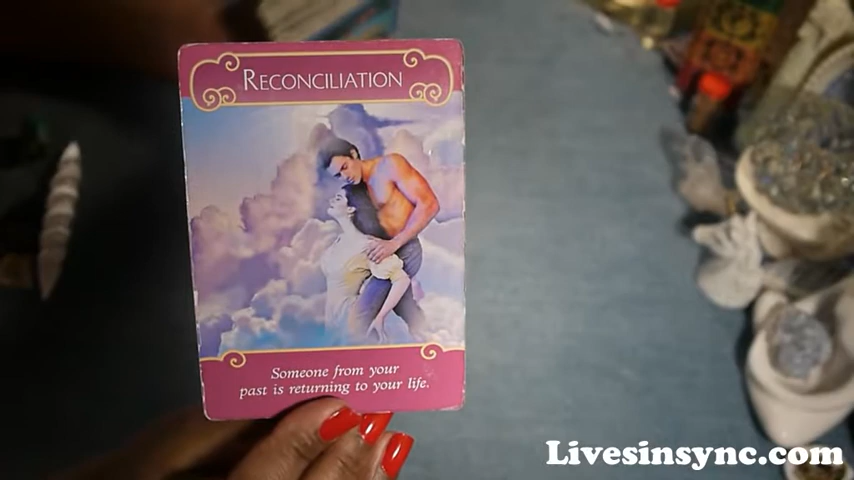 RECONCILIATION
Someone from your
past is returning to your life.
Livesinsync.com